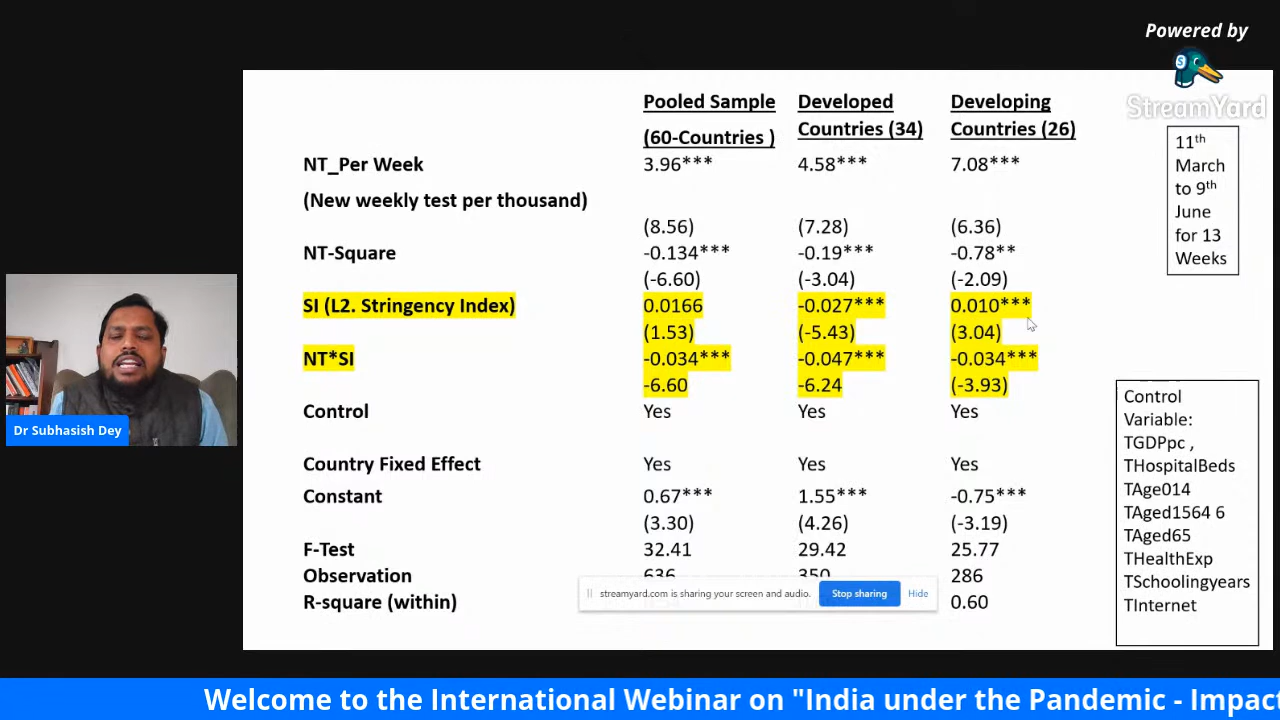 Powered by
StreamYard
Pooled Sample Developed Developing
(60-Countries ) Countries (34) Countries (26)
NT_Per Week 3.96*** 4.58*** 7.08***
(New weekly test per thousand)
(8.56) (7.28) (6.36)
NT-Square -0.134*** -0.19*** -0.78**
(-6.60) (-3.04) (-2.09)
SI (L2. Stringency Index) 0.0166 -0.027*** 0.010***
(1.53) (-5.43) (3.04)
NT*SI -0.034*** -0.047*** -0.034***
-6.60 -6.24 (-3.93)
Control Yes Yes Yes
Country Fixed Effect Yes Yes Yes
Constant 0.67*** 1.55*** -0.75***
(3.30) (4.26) (-3.19)
F-Test 32.41 29.42 25.77
Observation 636 350 286
R-square (within) 0.60
11th
March
to 9th
June
for 13
Weeks
Control
Variable:
TGDPpc ,
THospitalBeds
TAge014
TAged1564 6
TAged65
THealthExp
TSchoolingyears
TInternet
streamyard.com is sharing your screen and audio. Stop sharing Hide
Dr Subhasish Dey
Welcome to the International Webinar on "India under the Pandemic - Impac